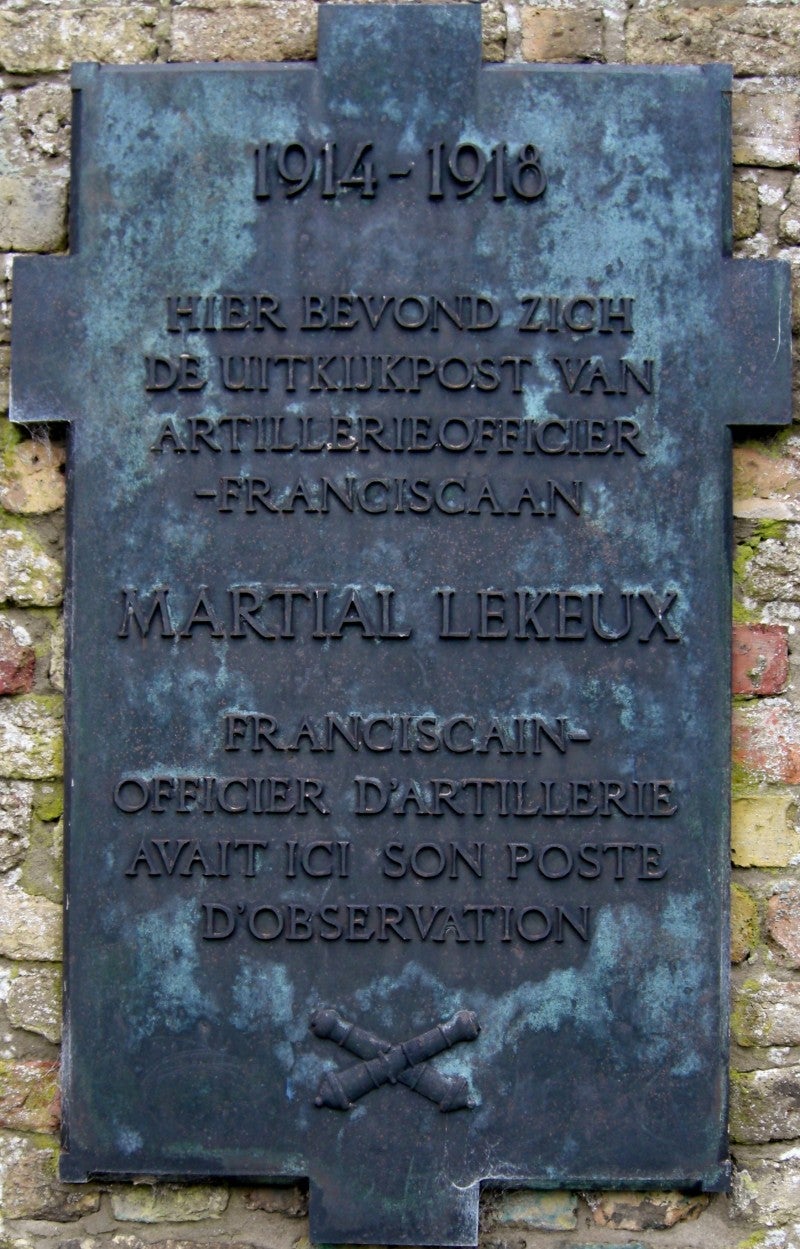 1914-1918
HIER BEVOND ZICH
DE UITKIJKPOST VAN
ARTILLERIEOFFICIER
-FRANCISCAAN
MARTIAL LEKEUX
FRANCISCAIN-
OFFICIER D'ARTILLERIE
AVAIT ICI SON POSTE
D'OBSERVATION